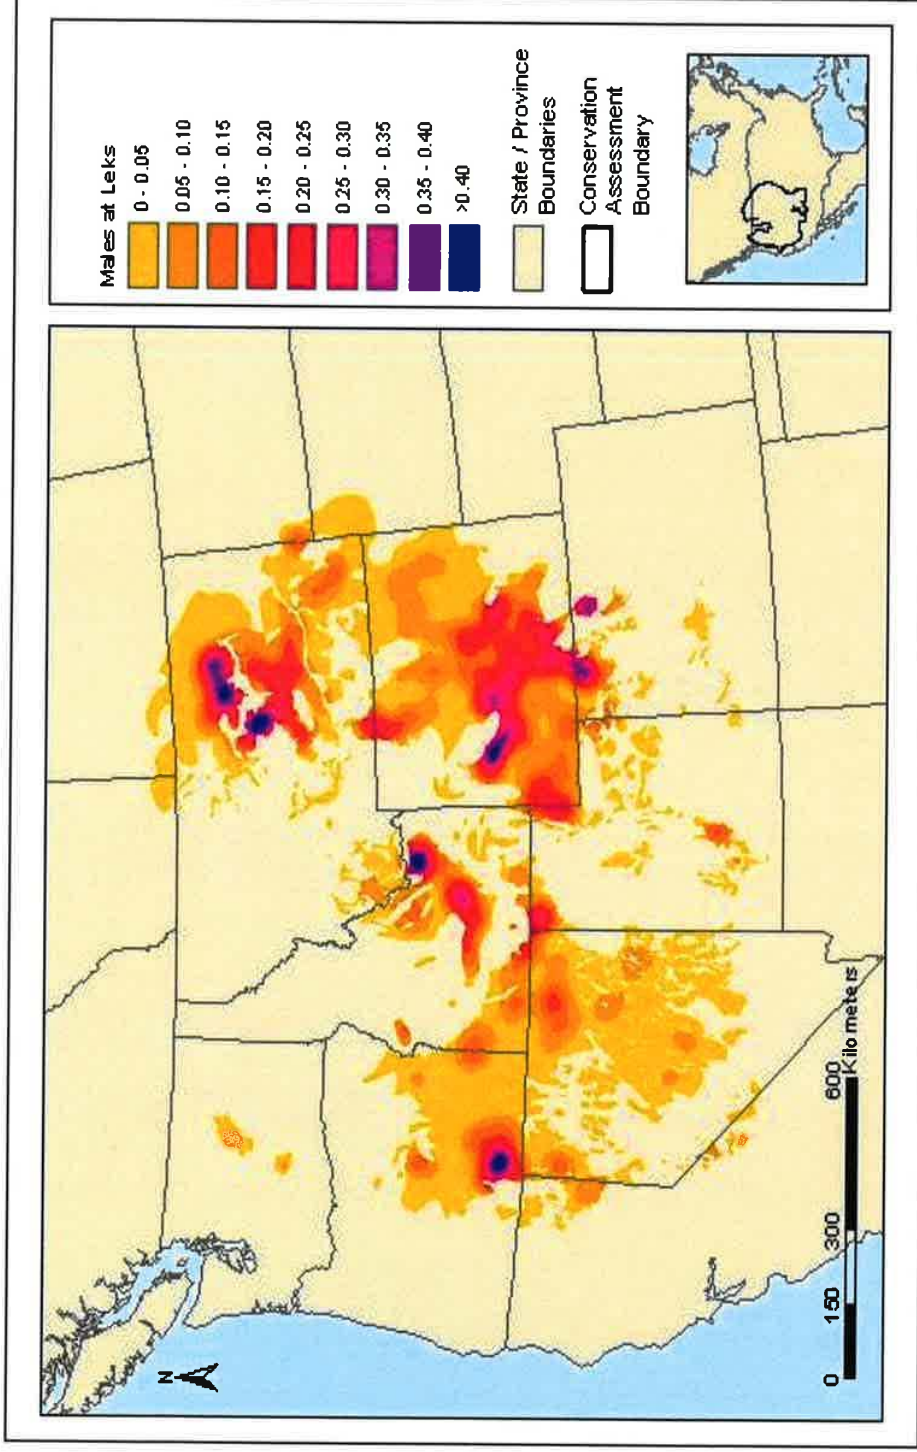 Males at Leks
0 - 0.05
0.05 - 0.10
0.10 - 0.15
0.15 - 0.20
0.20 - 0.25
0.25 - 0.30
0.30 - 0.35
0.35 - 0.40
>0.40
State / Province
Boundaries
Conservation
Assessment
Boundary
N
0 150 300 600
Kilometers